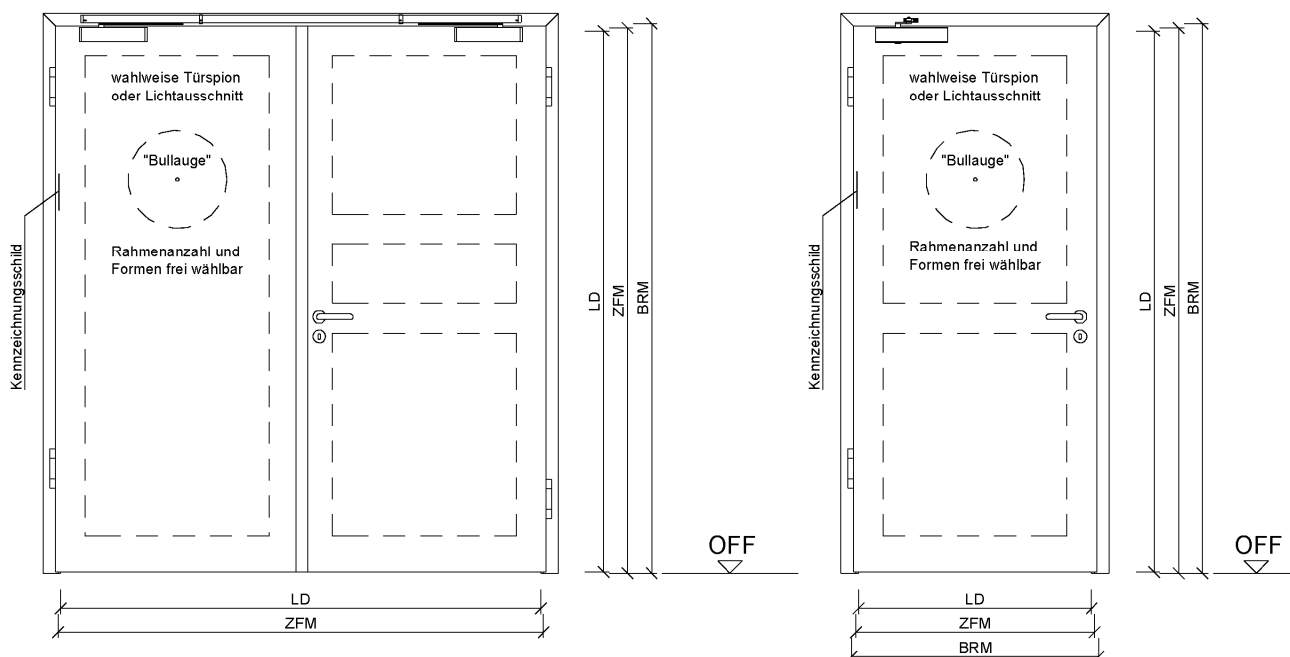 wahlweise Türspion
oder Lichtausschnitt
"Bullauge"
Rahmenanzahl und
Formen frei wählbar
Kennzeichnungsschild
LD
ZFM
BRM
OFF
LD
ZFM
wahlweise Türspion
oder Lichtausschnitt
"Bullauge"
Rahmenanzahl und
Formen frei wählbar
Kennzeichnungsschild
LD
ZFM
BRM
OFF
LD
ZFM
BRM